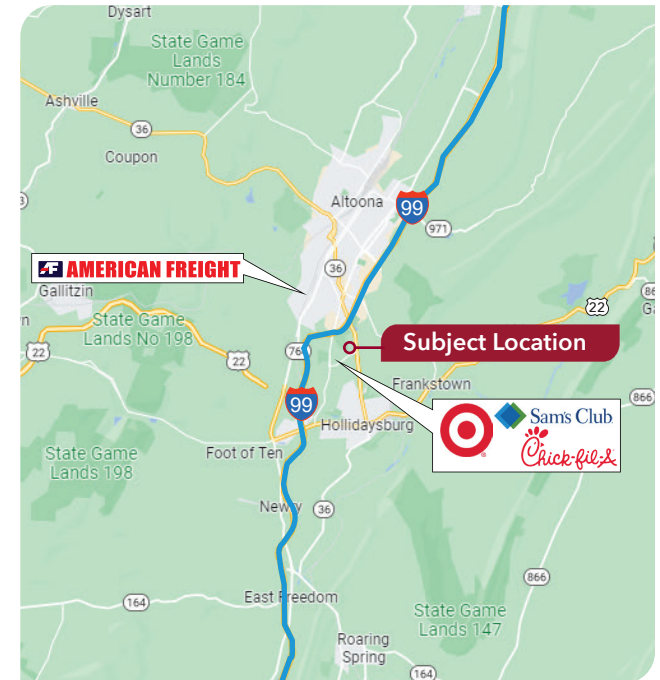 Dysart
State Game
Lands
Number 184
Ashville
36
Coupon
Altoona
99
971
AMERICAN FREIGHT
36
Gallitzin
22
State Game
Lands No 198
22
22
Subject Location
99
Frankstown
866
Target
Sam's Club
Chick-fil-A
Hollidaysburg
Foot of Ten
State Game
Lands 198
Newry
36
866
164
East Freedom
State Game
Lands 147
Roaring
Spring
164